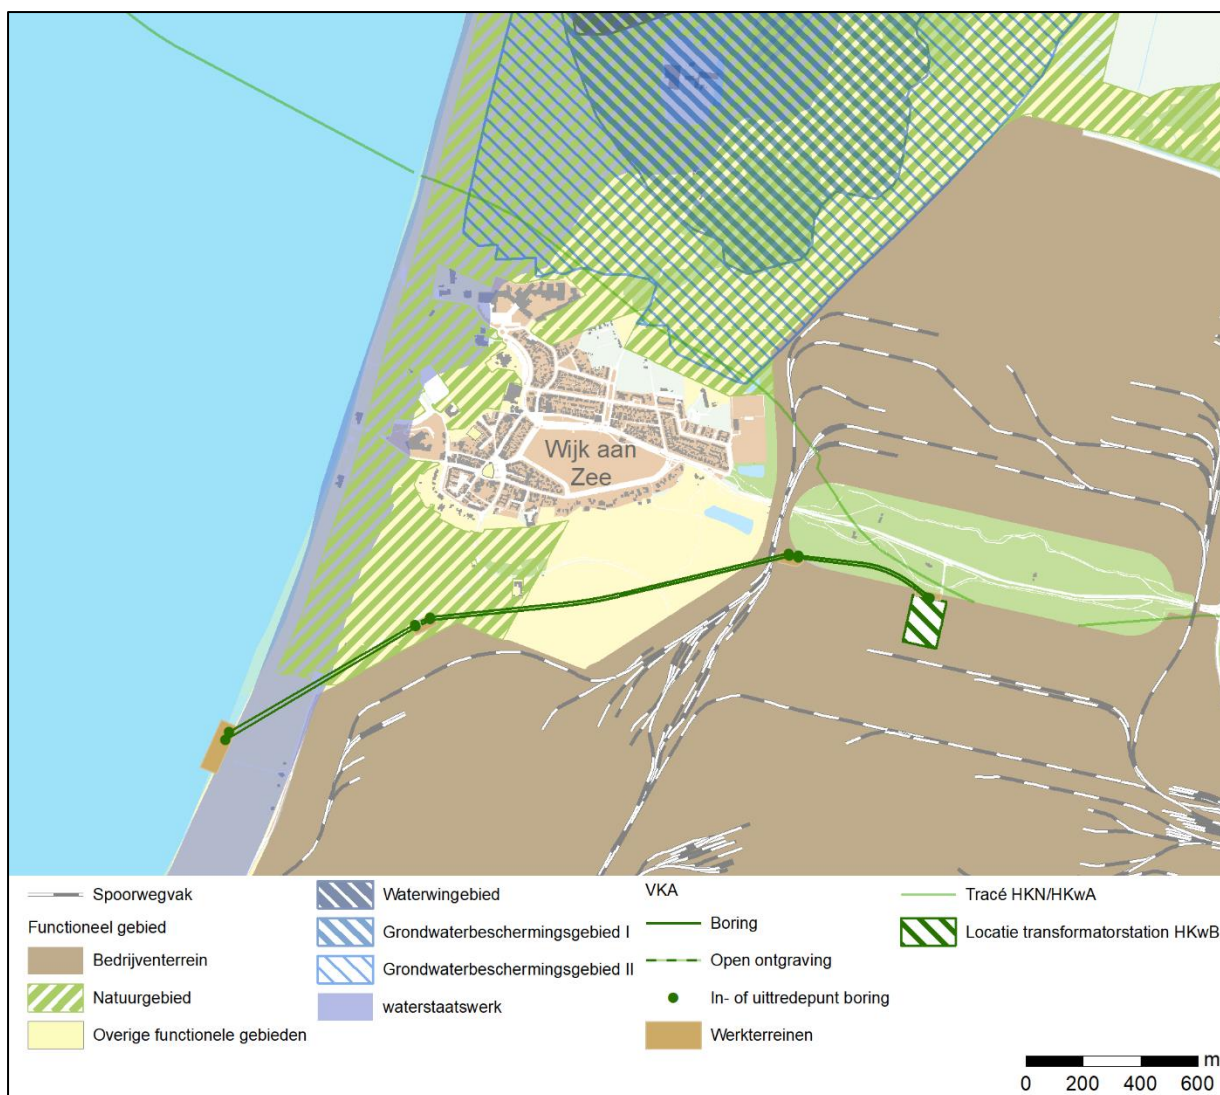 Wijk aan
Zee
Spoorwegvak
Functioneel gebied
Bedrijventerrein
Natuurgebied
Overige functionele gebieden
Waterwingebied
Grondwaterbeschermingsgebied I
Grondwaterbeschermingsgebied II
waterstaatswerk
VKA
Boring
Open ontgraving
In- of uittredepunt boring
Werkterreinen
Tracé HKN/HKwA
Locatie transformatorstation HKwB
m
0 200 400 600